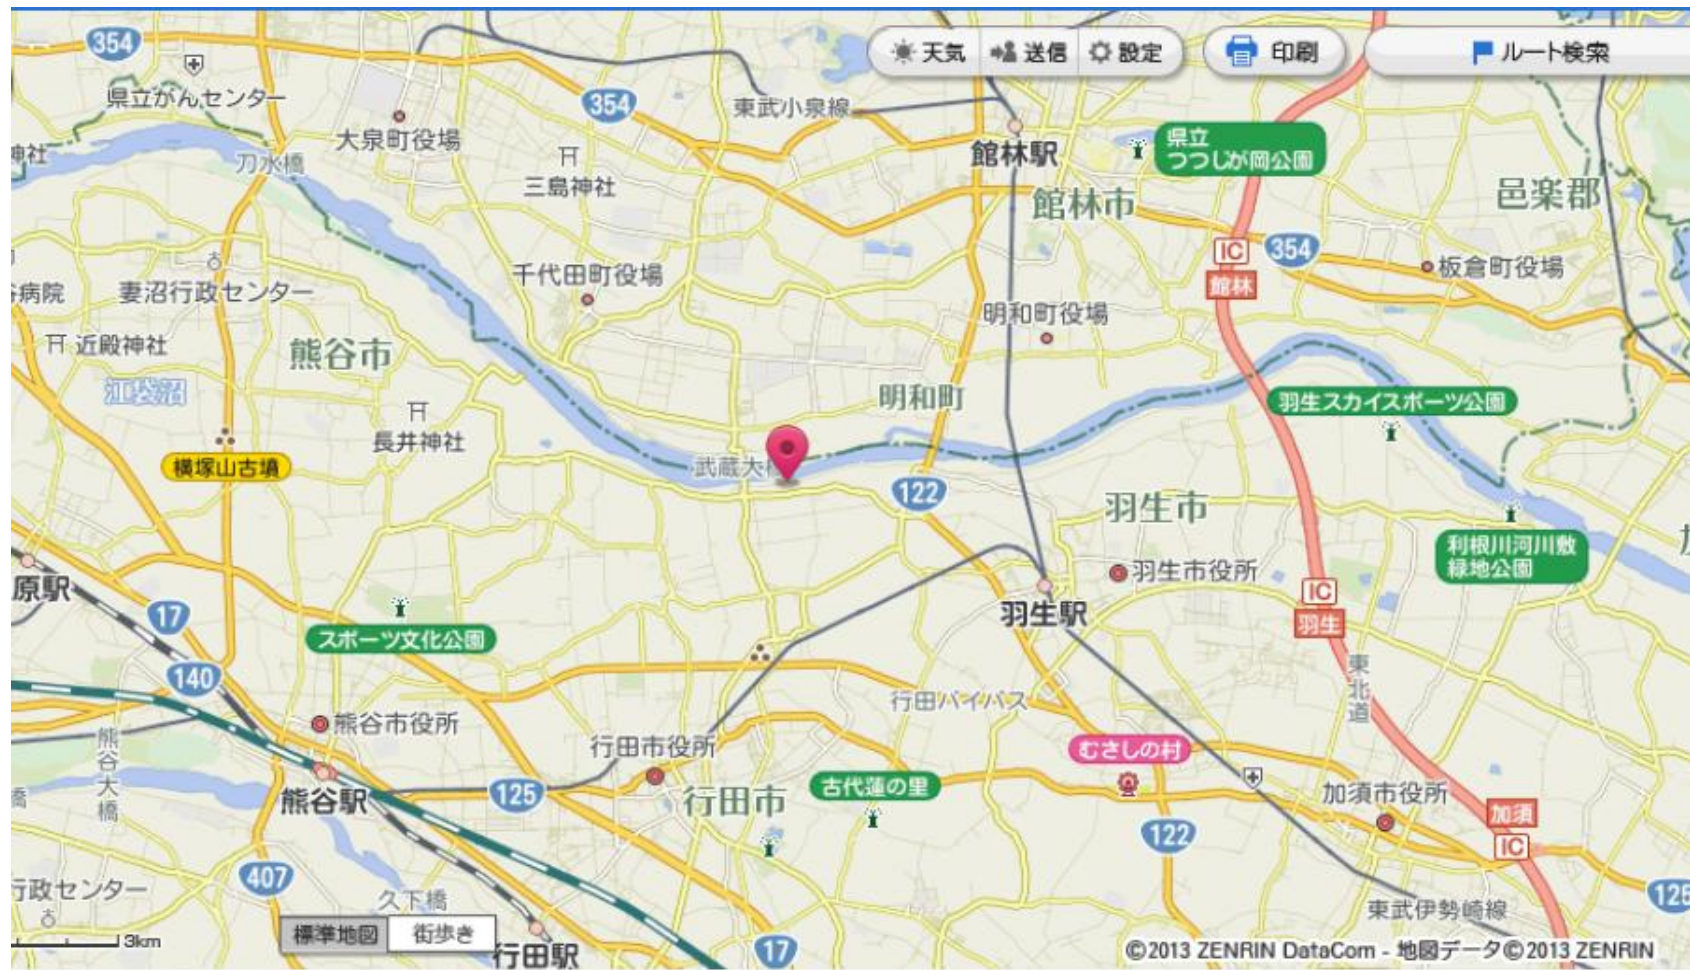 354
天気
送信
設定
印刷
ルート検索
県立がんセンター
354
東武小泉線
大泉町役場
県立
つつじが岡公園
神社
刀水橋
館林駅
三島神社
館林市
邑楽郡
IC
館林
354
板倉町役場
千代田町役場
病院
妻沼行政センター
明和町役場
近殿神社
熊谷市
江袋沼
明和町
羽生スカイスポーツ公園
長井神社
横塚山古墳
武蔵大
122
羽生市
利根川河川敷
緑地公園
原駅
羽生市役所
17
IC
羽生
羽生駅
スポーツ文化公園
140
東北道
行田バイパス
熊谷市役所
熊谷大橋
行田市役所
むさしの村
熊谷駅
125
行田市
古代蓮の里
加須市役所
加須
IC
122
407
行政センター
久下橋
125
東武伊勢崎線
3km
標準地図
街歩き
行田駅
17
©2013 ZENRIN DataCom - 地図データ©2013 ZENRIN